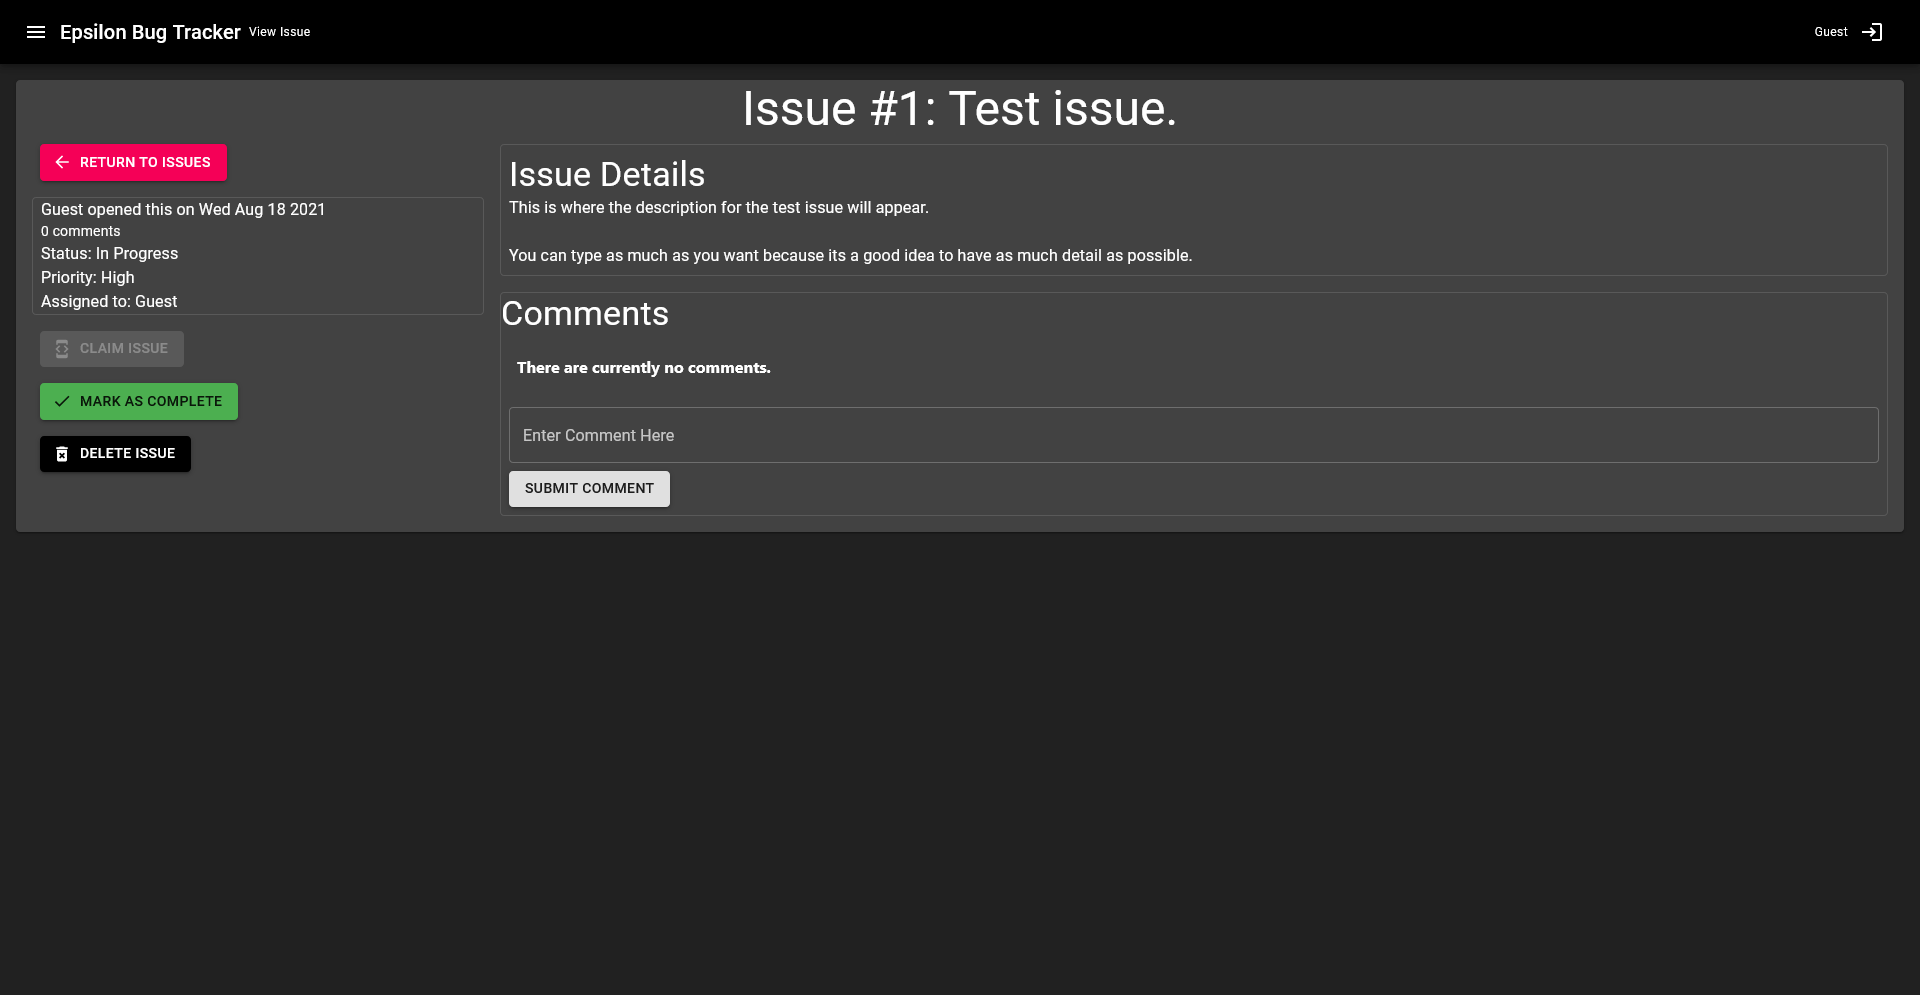 Epsilon Bug Tracker View Issue
Guest
Issue #1: Test issue.
RETURN TO ISSUES
Guest opened this on Wed Aug 18 2021
0 comments
Status: In Progress
Priority: High
Assigned to: Guest
CLAIM ISSUE
MARK AS COMPLETE
DELETE ISSUE
Issue Details
This is where the description for the test issue will appear.
You can type as much as you want because its a good idea to have as much detail as possible.
Comments
There are currently no comments.
Enter Comment Here
SUBMIT COMMENT